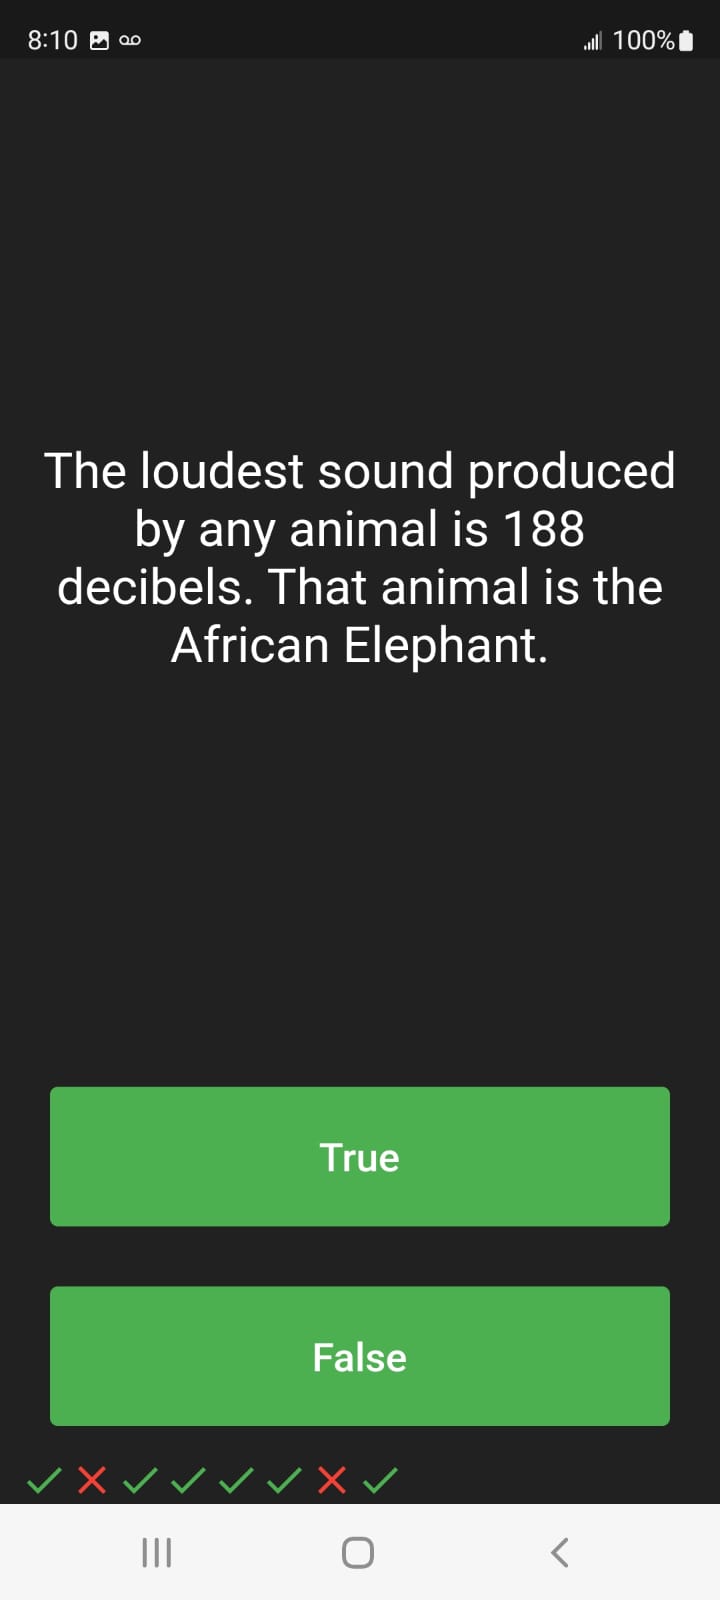 8:10 100%
The loudest sound produced
by any animal is 188
decibels. That animal is the
African Elephant.
True
False